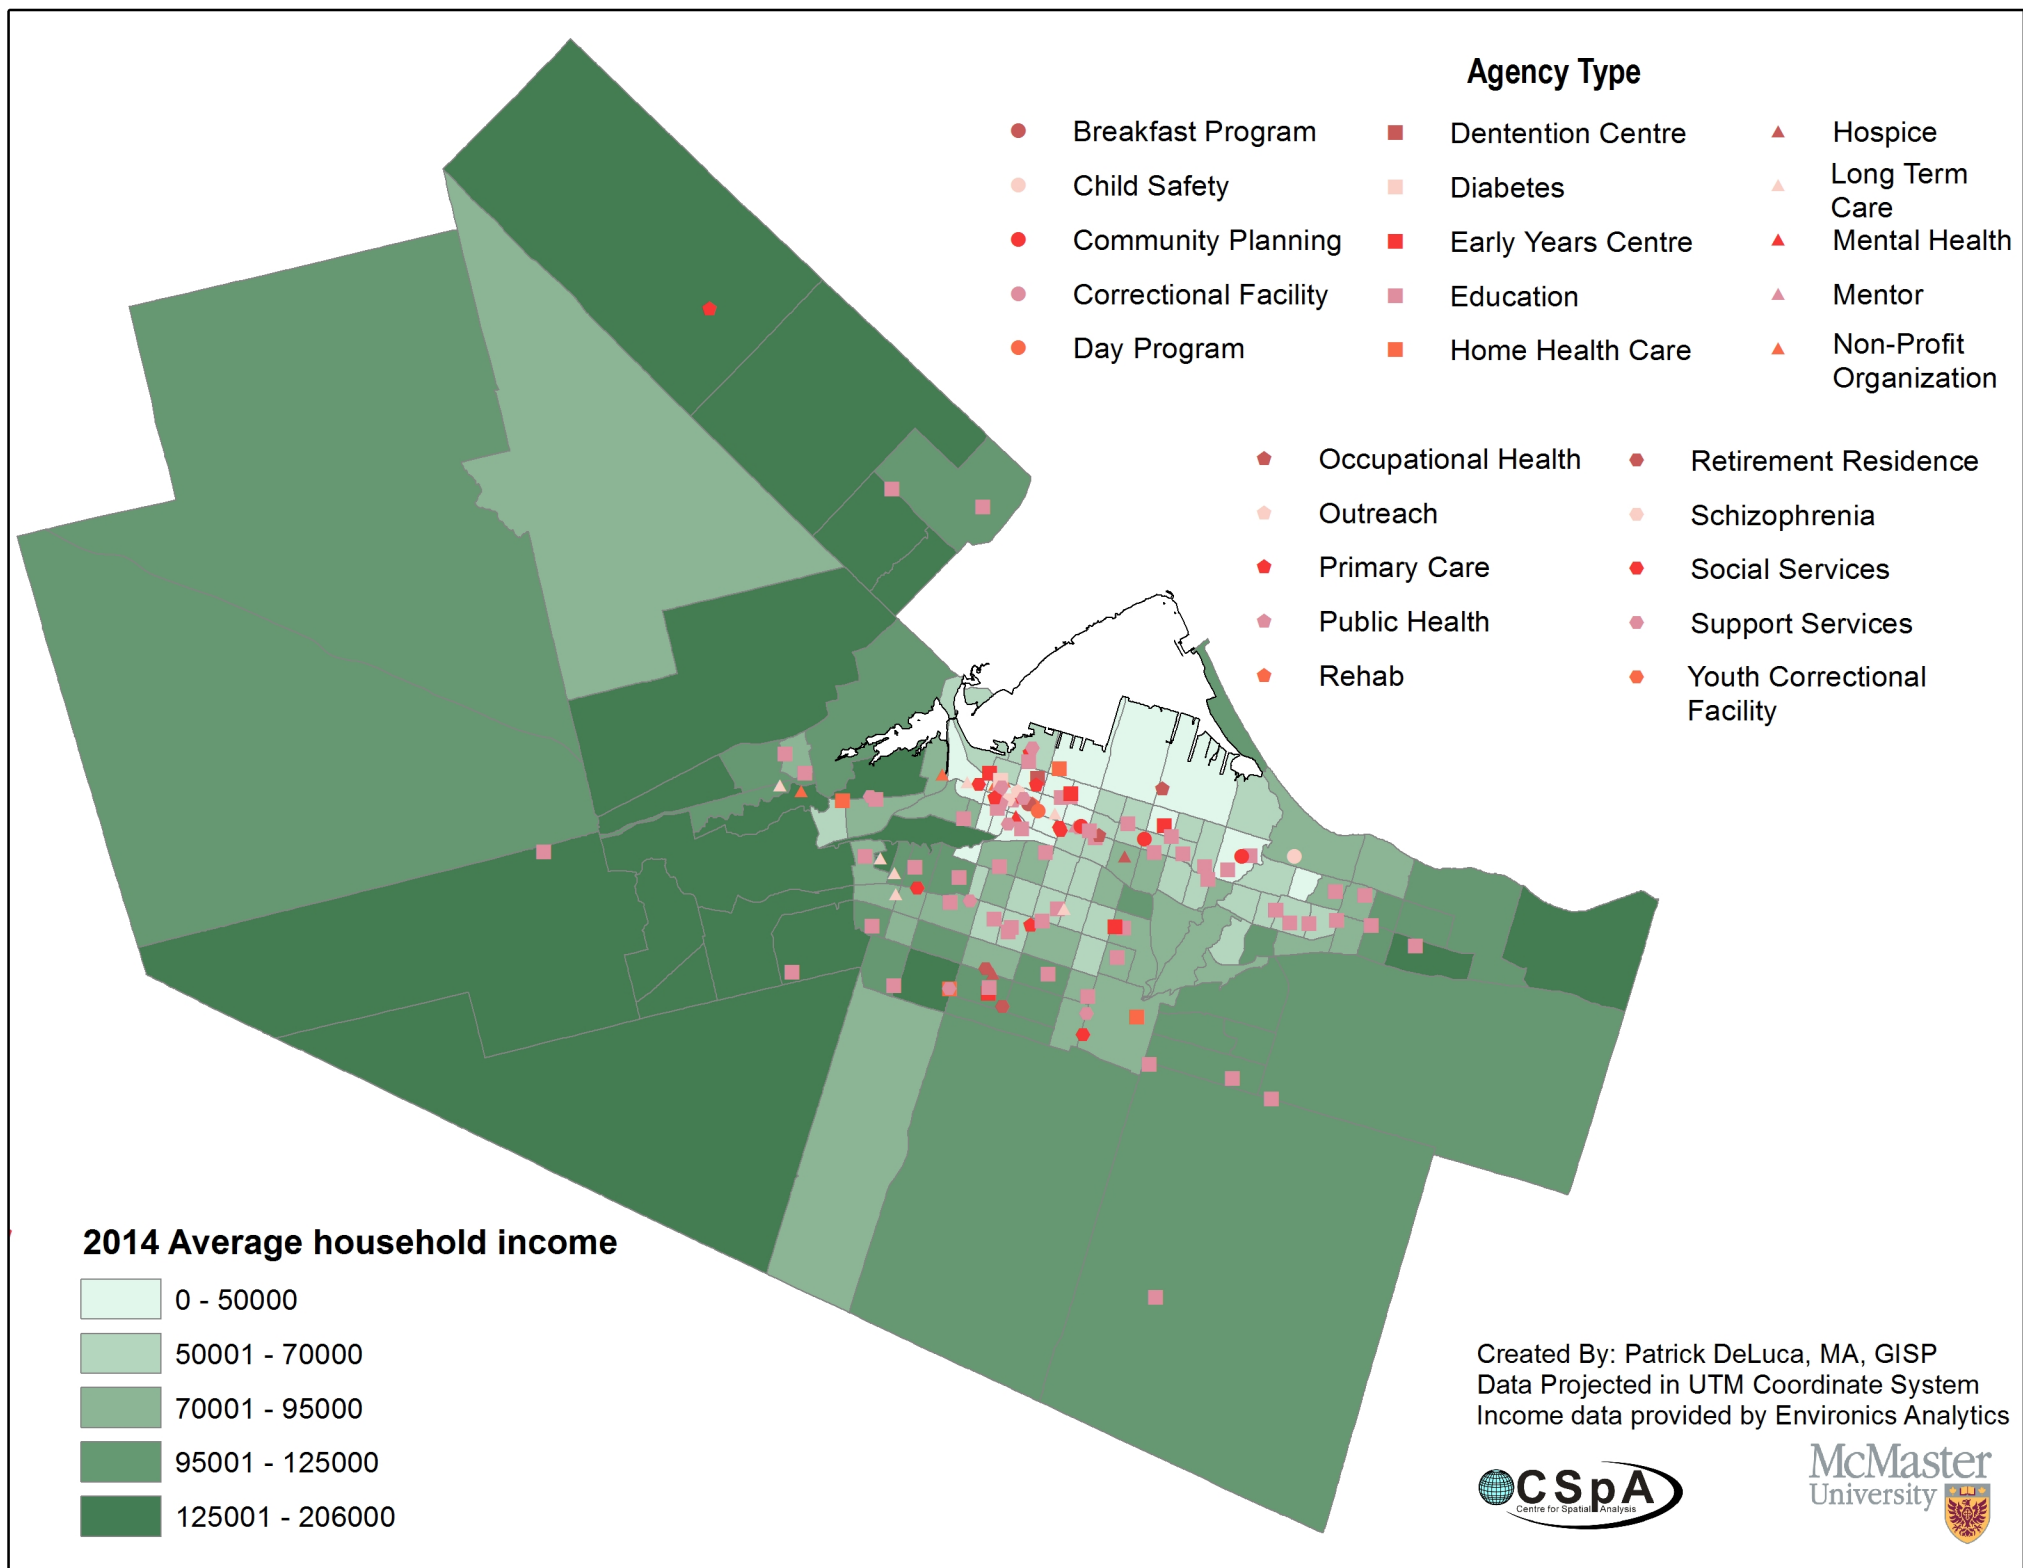 Agency Type
Breakfast Program
Child Safety
Community Planning
Correctional Facility
Day Program
Dentention Centre
Diabetes
Early Years Centre
Education
Home Health Care
Hospice
Long Term
Care
Mental Health
Mentor
Non-Profit
Organization
Occupational Health
Outreach
Primary Care
Public Health
Rehab
Retirement Residence
Schizophrenia
Social Services
Support Services
Youth Correctional
Facility
2014 Average household income
0 - 50000
50001 - 70000
70001 - 95000
95001 - 125000
125001 - 206000
Created By: Patrick DeLuca, MA, GISP
Data Projected in UTM Coordinate System
Income data provided by Environics Analytics
CSpA
Centre for Spatial Analysis
McMaster
University